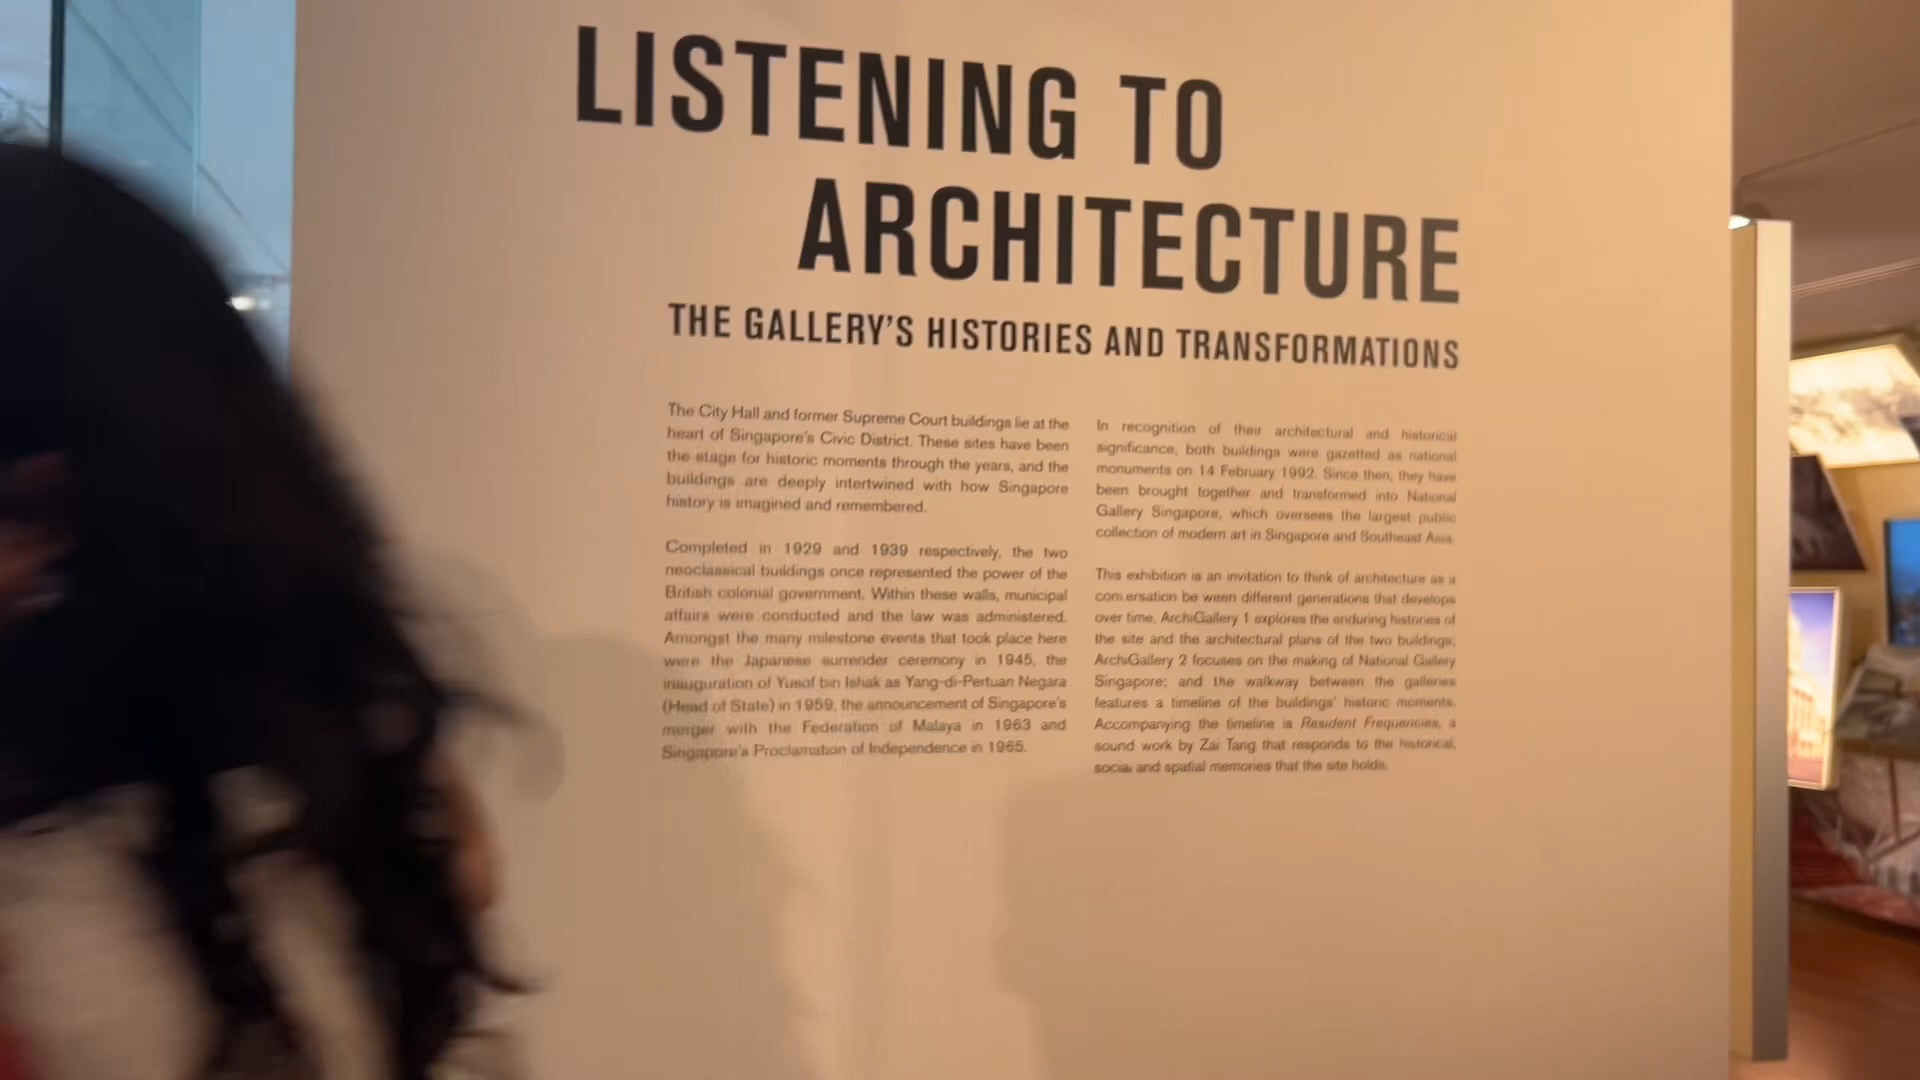 LISTENING TO
ARCHITECTURE
THE GALLERY'S HISTORIES AND TRANSFORMATIONS
The City Hall and former Supreme Court buildings lie at the
heart of Singapore's Civic District. These sites have been
the stage for historic moments through the years, and the
buildings are deeply intertwined with how Singapore
history is imagined and remembered.
Completed in 1929 and 1939 respectively, the two
neoclassical buildings once represented the power of the
British colonial government. Within these walls, municipal
affairs were conducted and the law was administered.
Amongst the many milestone events that took place here
were the Japanese surrender ceremony in 1945, the
inauguration of Yusof bin Ishak as Yang-di-Pertuan Negara
(Head of State) in 1959, the announcement of Singapore's
merger with the Federation of Malaya in 1963 and
Singapore's Proclamation of Independence in 1965.
In recognition of their architectural and historical
significance, both buildings were gazetted as national
monuments on 14 February 1992. Since then, they have
been brought together and transformed into National
Gallery Singapore, which oversees the largest public
collection of modern art in Singapore and Southeast Asia.
This exhibition is an invitation to think of architecture as a
conversation between different generations that develops
over time. ArchiGallery 1 explores the enduring histories of
the site and the architectural plans of the two buildings;
ArchiGallery 2 focuses on the making of National Gallery
Singapore; and the walkway between the galleries
features a timeline of the buildings' historic moments.
Accompanying the timeline is Resident Frequencies, a
sound work by Zai Tang that responds to the historical,
social and spatial memories that the site holds.